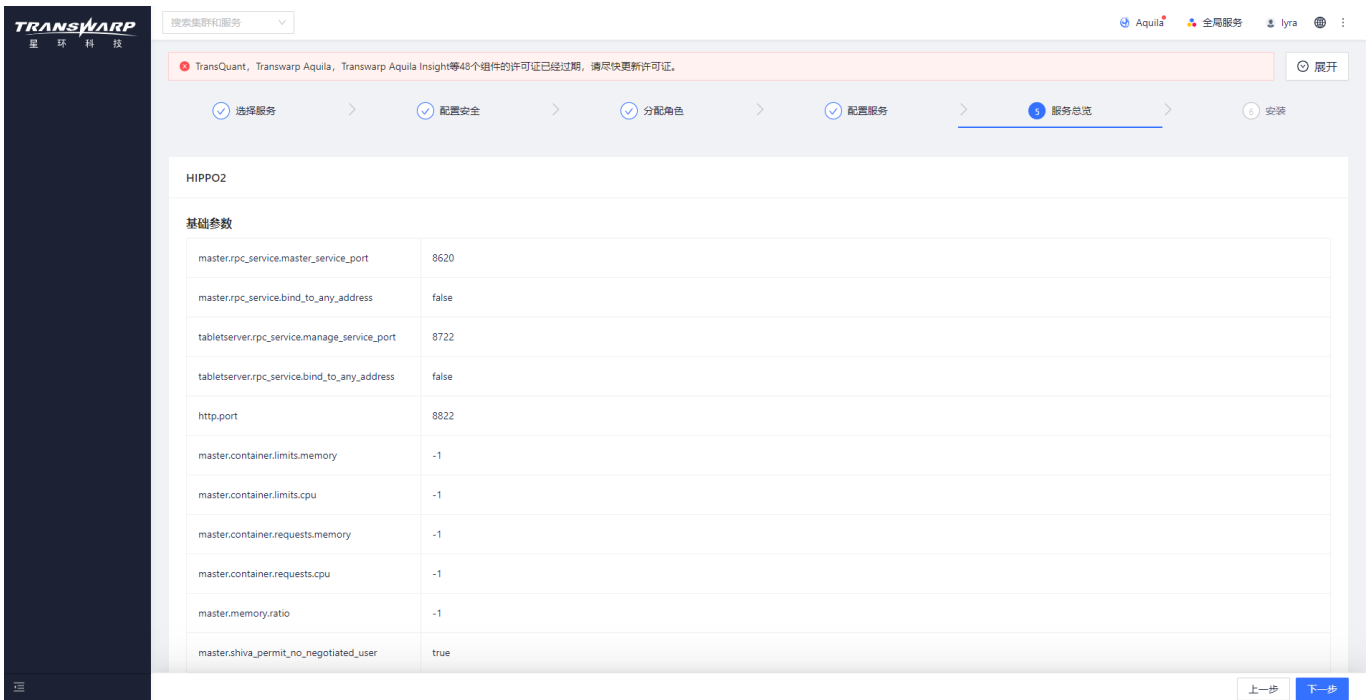 TRANSWARP
星 环 科 技
搜索集群和服务
Aquila 全局服务 lyra
TransQuant，Transwarp Aquila，Transwarp Aquila Insight等48个组件的许可证已经过期，请尽快更新许可证。
展开
选择服务 配置安全 分配角色 配置服务 5 服务总览 6 安装
HIPPO2
基础参数
master.rpc_service.master_service_port 8620
master.rpc_service.bind_to_any_address false
tabletserver.rpc_service.manage_service_port 8722
tabletserver.rpc_service.bind_to_any_address false
http.port 8822
master.container.limits.memory -1
master.container.limits.cpu -1
master.container.requests.memory -1
master.container.requests.cpu -1
master.memory.ratio -1
master.shiva_permit_no_negotiated_user true
上一步 下一步